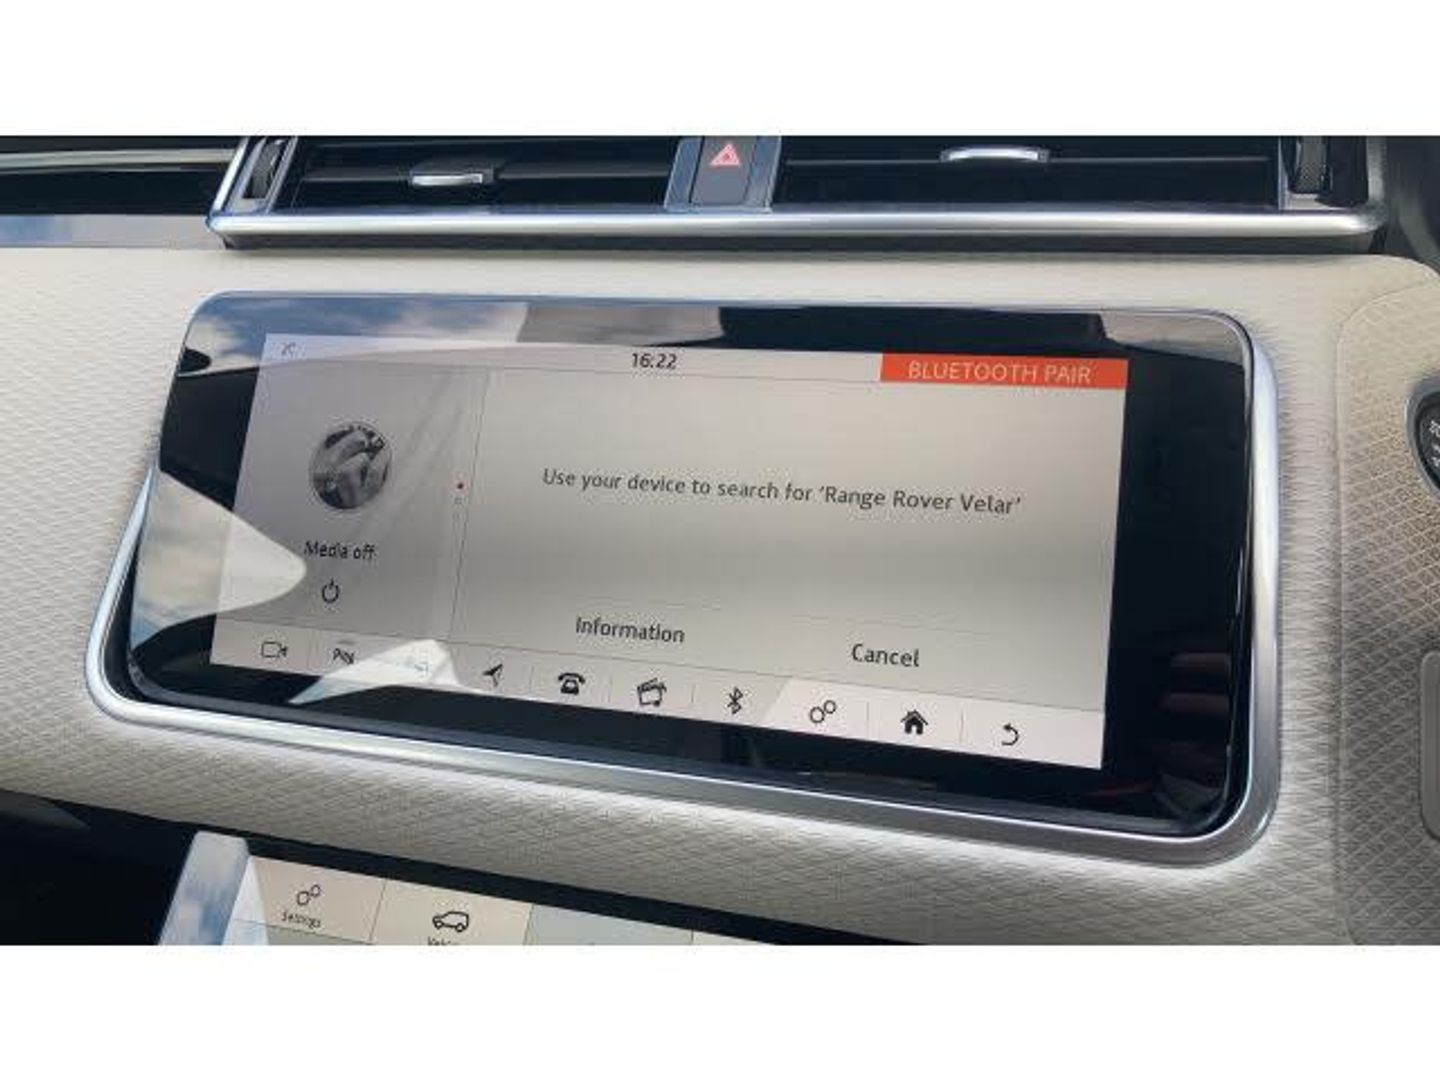 16:22
BLUETOOTH PAIR
Use your device to search for ‘Range Rover Velar’
Media off
Information
Cancel
Settings